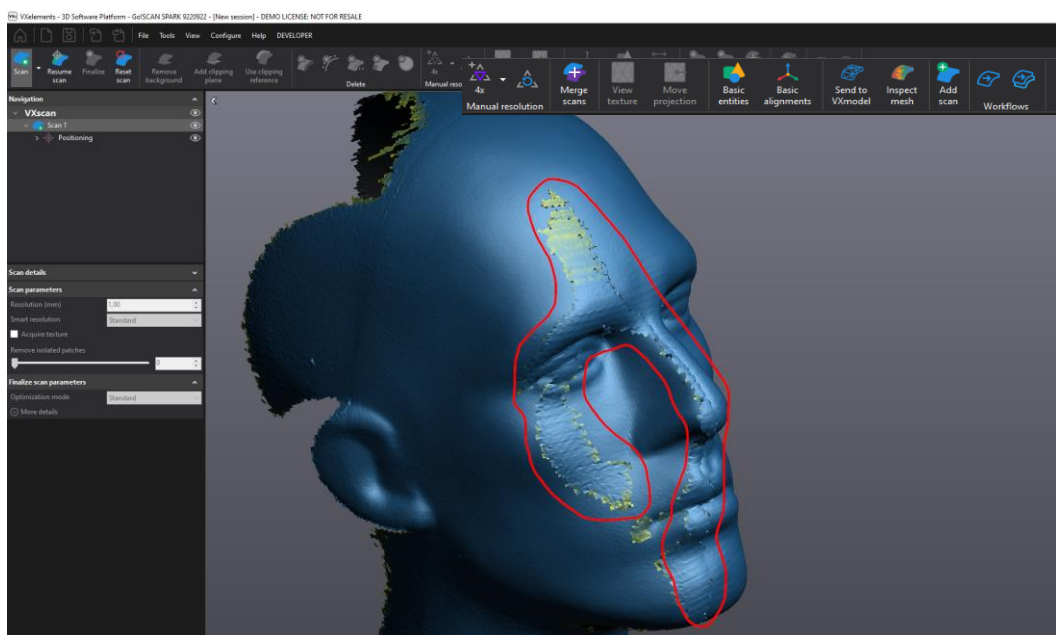 VXelements - 3D Software Platform - Go!SCAN SPARK 9220922 - [New session] - DEMO LICENSE: NOT FOR RESALE
File Tools View Configure Help DEVELOPER
Scan
Resume scan
Finalize
Reset scan
Remove background
Add clipping plane
Use clipping reference
Delete
4x
Manual resol
4x
Manual resolution
Merge scans
View texture
Move projection
Basic entities
Basic alignments
Send to VXmodel
Inspect mesh
Add scan
Workflows
Navigation
VXscan
Scan 1
Positioning
Scan details
Scan parameters
Resolution (mm) 1,00
Smart resolution Standard
Acquire texture
Remove isolated patches
0
Finalize scan parameters
Optimization mode Standard
More details